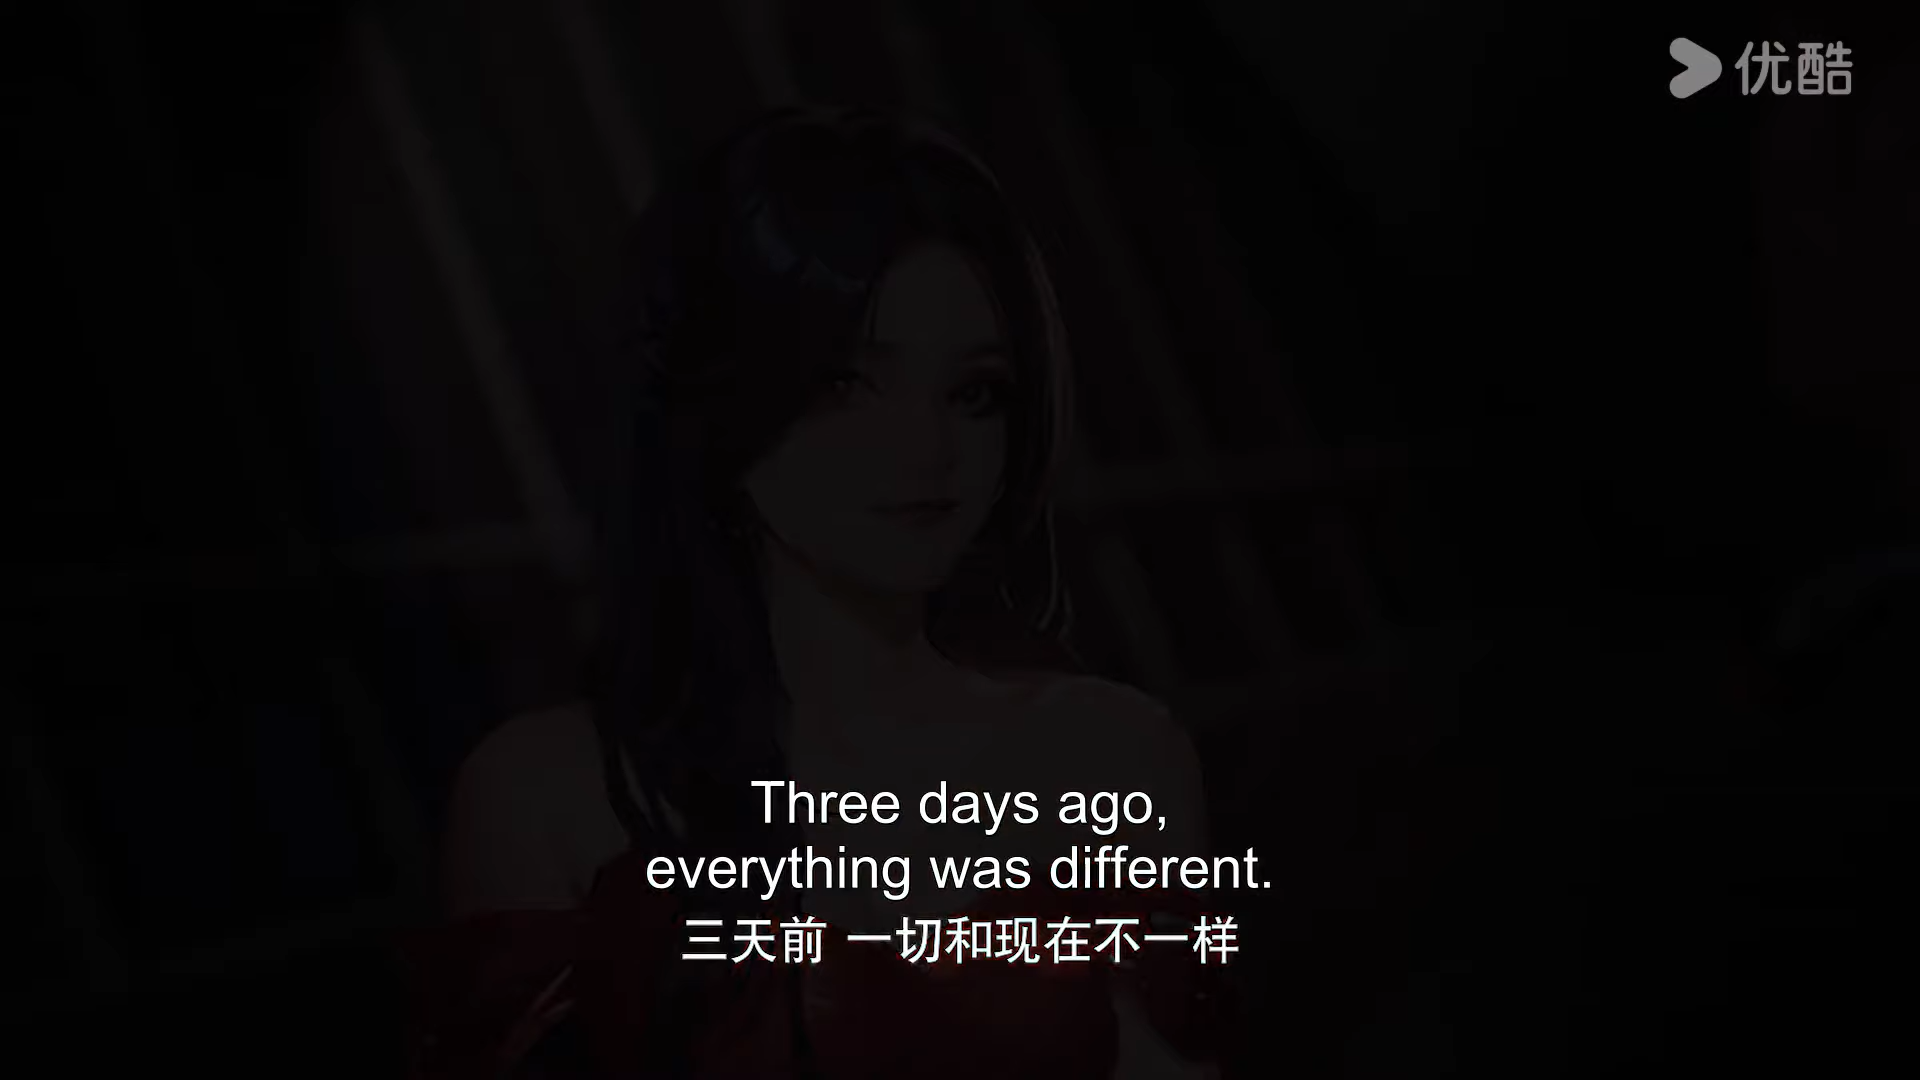 优酷
Three days ago,
everything was different.
三天前 一切和现在不一样